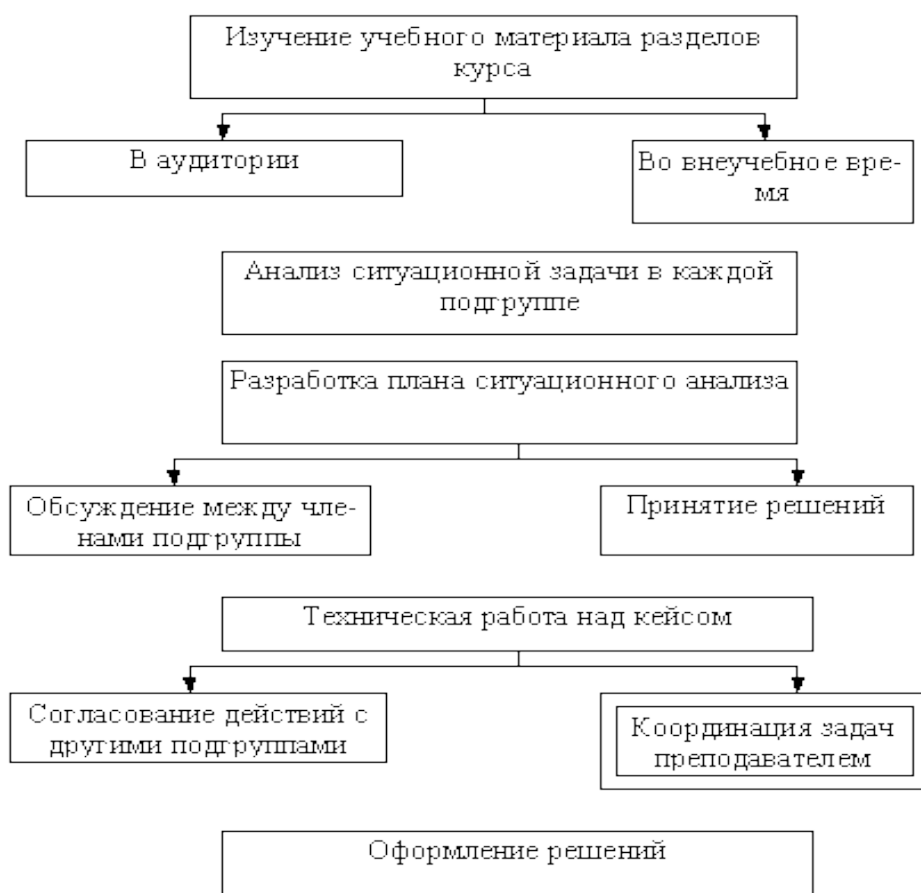 Изучение учебного материала разделов
курса
В аудитории
Во внеучебное вре-
мя
Анализ ситуационной задачи в каждой
подгруппе
Разработка плана ситуационного анализа
Обсуждение между чле-
нами подгруппы
Принятие решений
Техническая работа над кейсом
Согласование действий с
другими подгруппами
Координация задач
преподавателем
Оформление решений